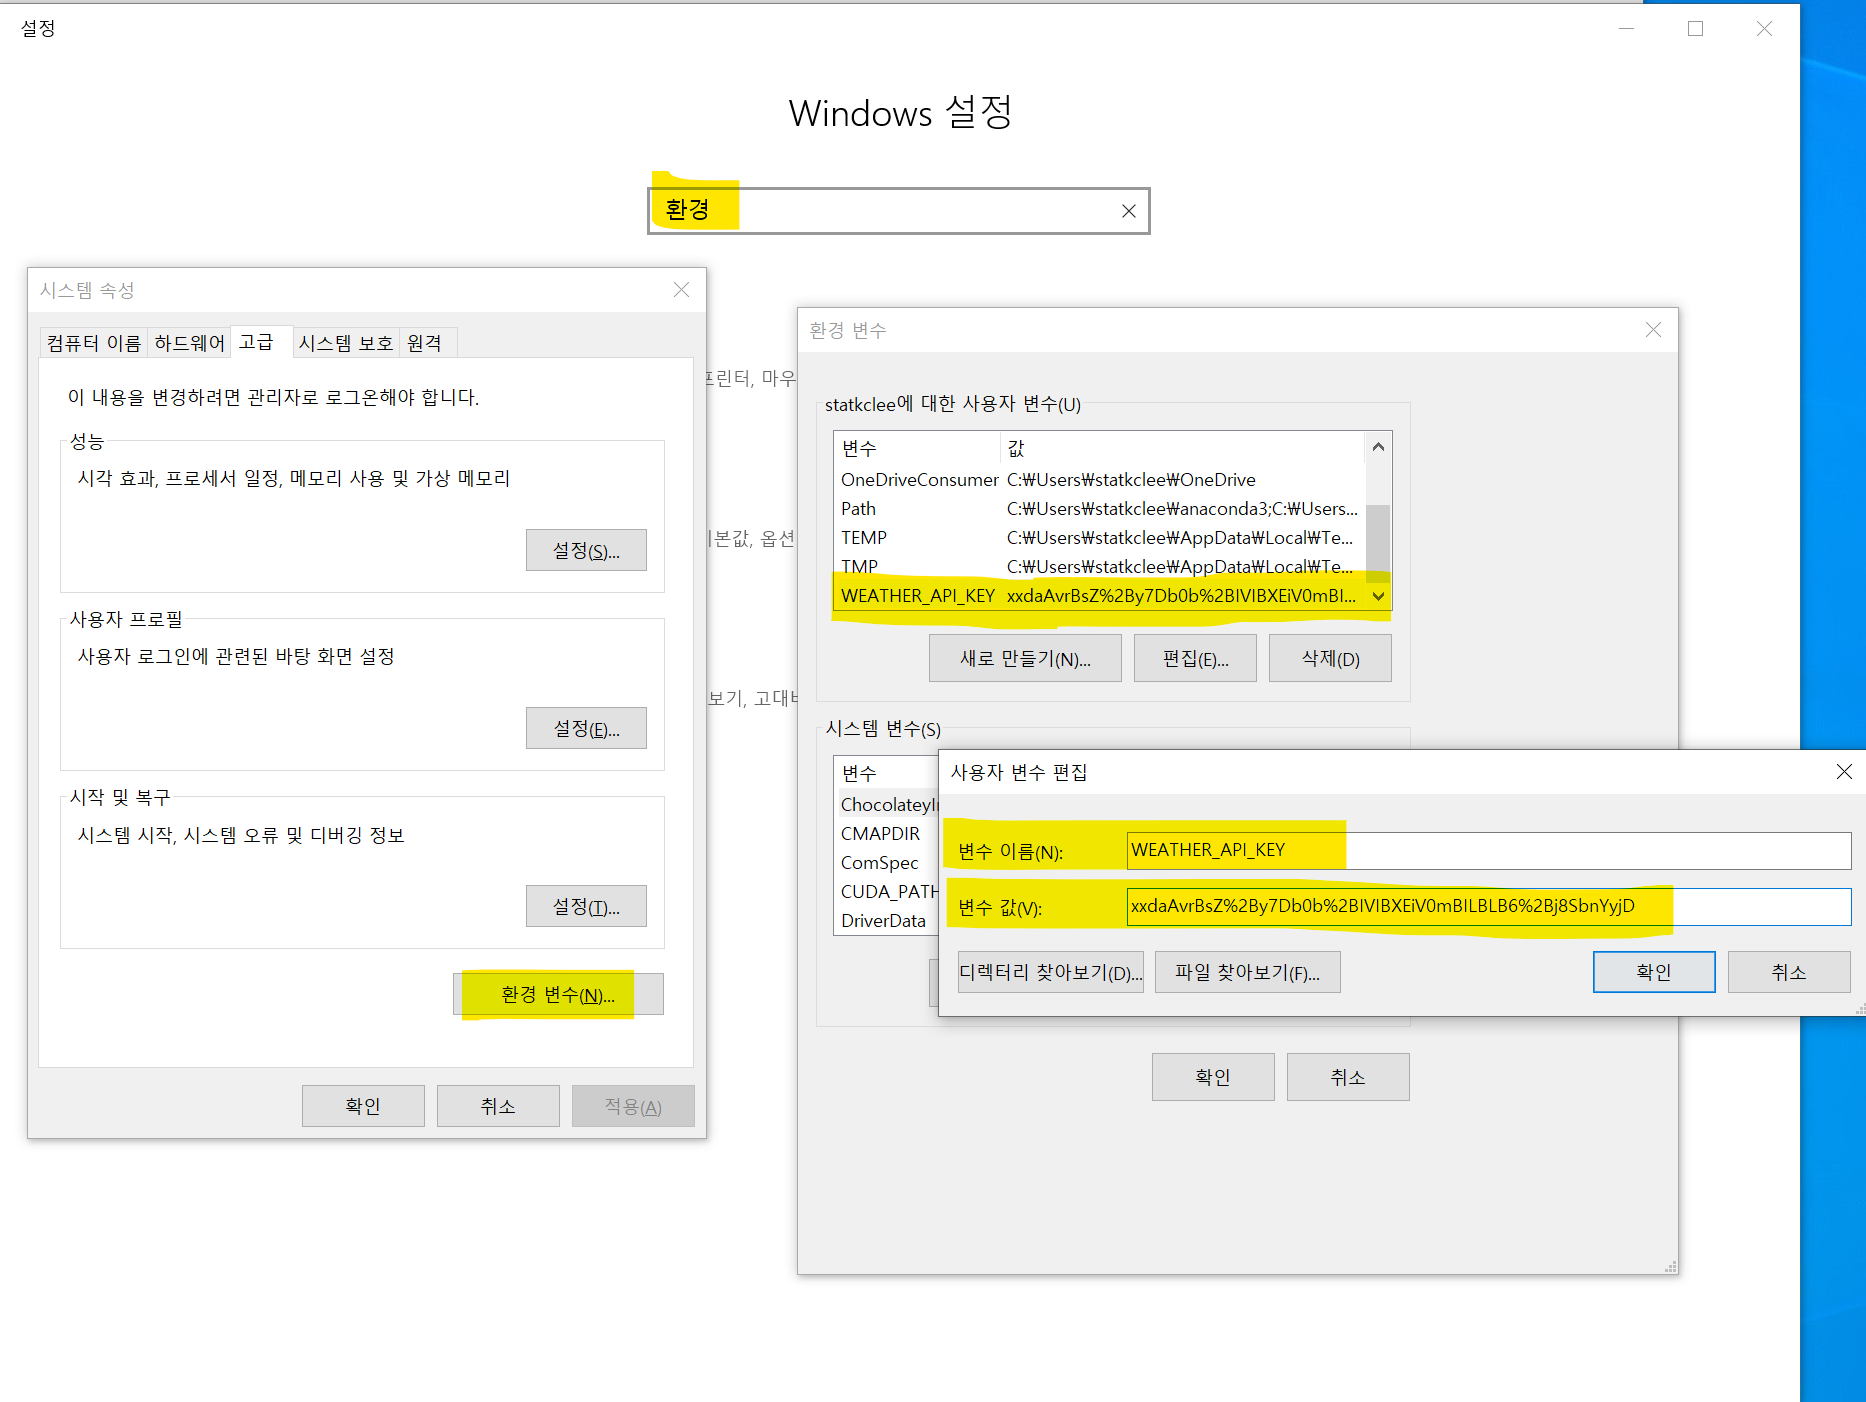 설정
Windows 설정
환경
시스템 속성
컴퓨터 이름 하드웨어 고급 시스템 보호 원격
이 내용을 변경하려면 관리자로 로그온해야 합니다.
성능
시각 효과, 프로세서 일정, 메모리 사용 및 가상 메모리
설정(S)...
사용자 프로필
사용자 로그인에 관련된 바탕 화면 설정
설정(E)...
시작 및 복구
시스템 시작, 시스템 오류 및 디버깅 정보
설정(T)...
환경 변수(N)...
확인 취소 적용(A)
프린터, 마우
본값, 옵션
보기, 고대비
환경 변수
statkclee에 대한 사용자 변수(U)
변수 값
OneDriveConsumer C:₩Users₩statkclee₩OneDrive
Path C:₩Users₩statkclee₩anaconda3;C:₩Users...
TEMP C:₩Users₩statkclee₩AppData₩Local₩Te...
TMP C:₩Users₩statkclee₩AppData₩Local₩Te...
WEATHER_API_KEY xxdaAvrBsZ%2By7Db0b%2BIVIBXEiV0mBI...
새로 만들기(N)... 편집(E)... 삭제(D)
시스템 변수(S)
변수
ChocolateyIn
CMAPDIR
ComSpec
CUDA_PATH
DriverData
사용자 변수 편집
변수 이름(N): WEATHER_API_KEY
변수 값(V): xxdaAvrBsZ%2By7Db0b%2BIVIBXEiV0mBILBLB6%2Bj8SbnYyjD
디렉터리 찾아보기(D)... 파일 찾아보기(F)... 확인 취소
확인 취소